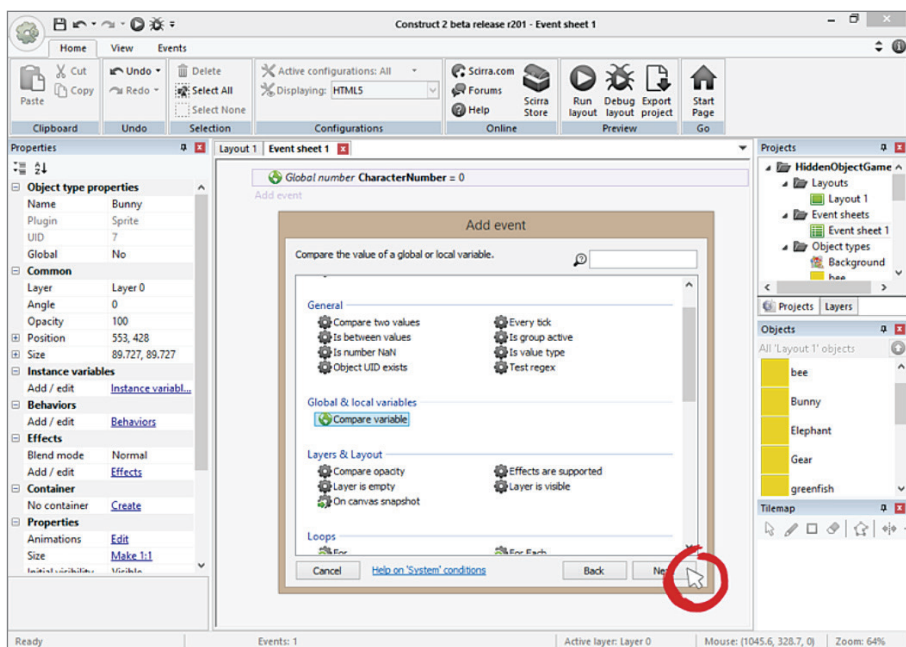 Construct 2 beta release r201 - Event sheet 1
Home View Events
Paste
Cut
Copy
Clipboard
Undo
Redo
Undo
Delete
Select All
Select None
Selection
Active configurations: All
Displaying: HTML5
Configurations
Scirra.com
Forums
Help
Scirra Store
Online
Run layout
Debug layout
Export project
Preview
Start Page
Go
Properties
Object type properties
Name Bunny
Plugin Sprite
UID 7
Global No
Common
Layer Layer 0
Angle 0
Opacity 100
Position 553, 428
Size 89.727, 89.727
Instance variables
Add / edit Instance variabl...
Behaviors
Add / edit Behaviors
Effects
Blend mode Normal
Add / edit Effects
Container
No container Create
Properties
Animations Edit
Size Make 1:1
Initial visibility Visible
Layout 1 Event sheet 1
Global number CharacterNumber = 0
Add event
Add event
Compare the value of a global or local variable.
General
Compare two values Every tick
Is between values Is group active
Is number NaN Is value type
Object UID exists Test regex
Global & local variables
Compare variable
Layers & Layout
Compare opacity Effects are supported
Layer is empty Layer is visible
On canvas snapshot
Loops
For For Each
Cancel Help on 'System' conditions Back
Projects
HiddenObjectGame
Layouts
Layout 1
Event sheets
Event sheet 1
Object types
Background
bee
Projects Layers
Objects
All 'Layout 1' objects
bee
Bunny
Elephant
Gear
greenfish
Tilemap
Ready Events: 1 Active layer: Layer 0 Mouse: (1045.6, 328.7, 0) Zoom: 64%